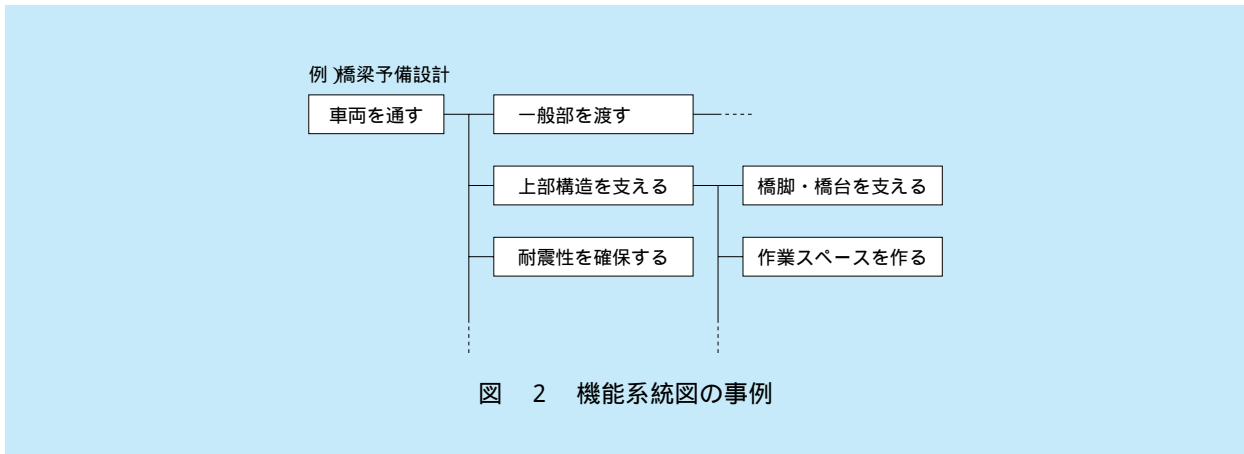 例)橋梁予備設計
車両を通す
一般部を渡す
上部構造を支える
橋脚・橋台を支える
耐震性を確保する
作業スペースを作る
図 2 機能系統図の事例